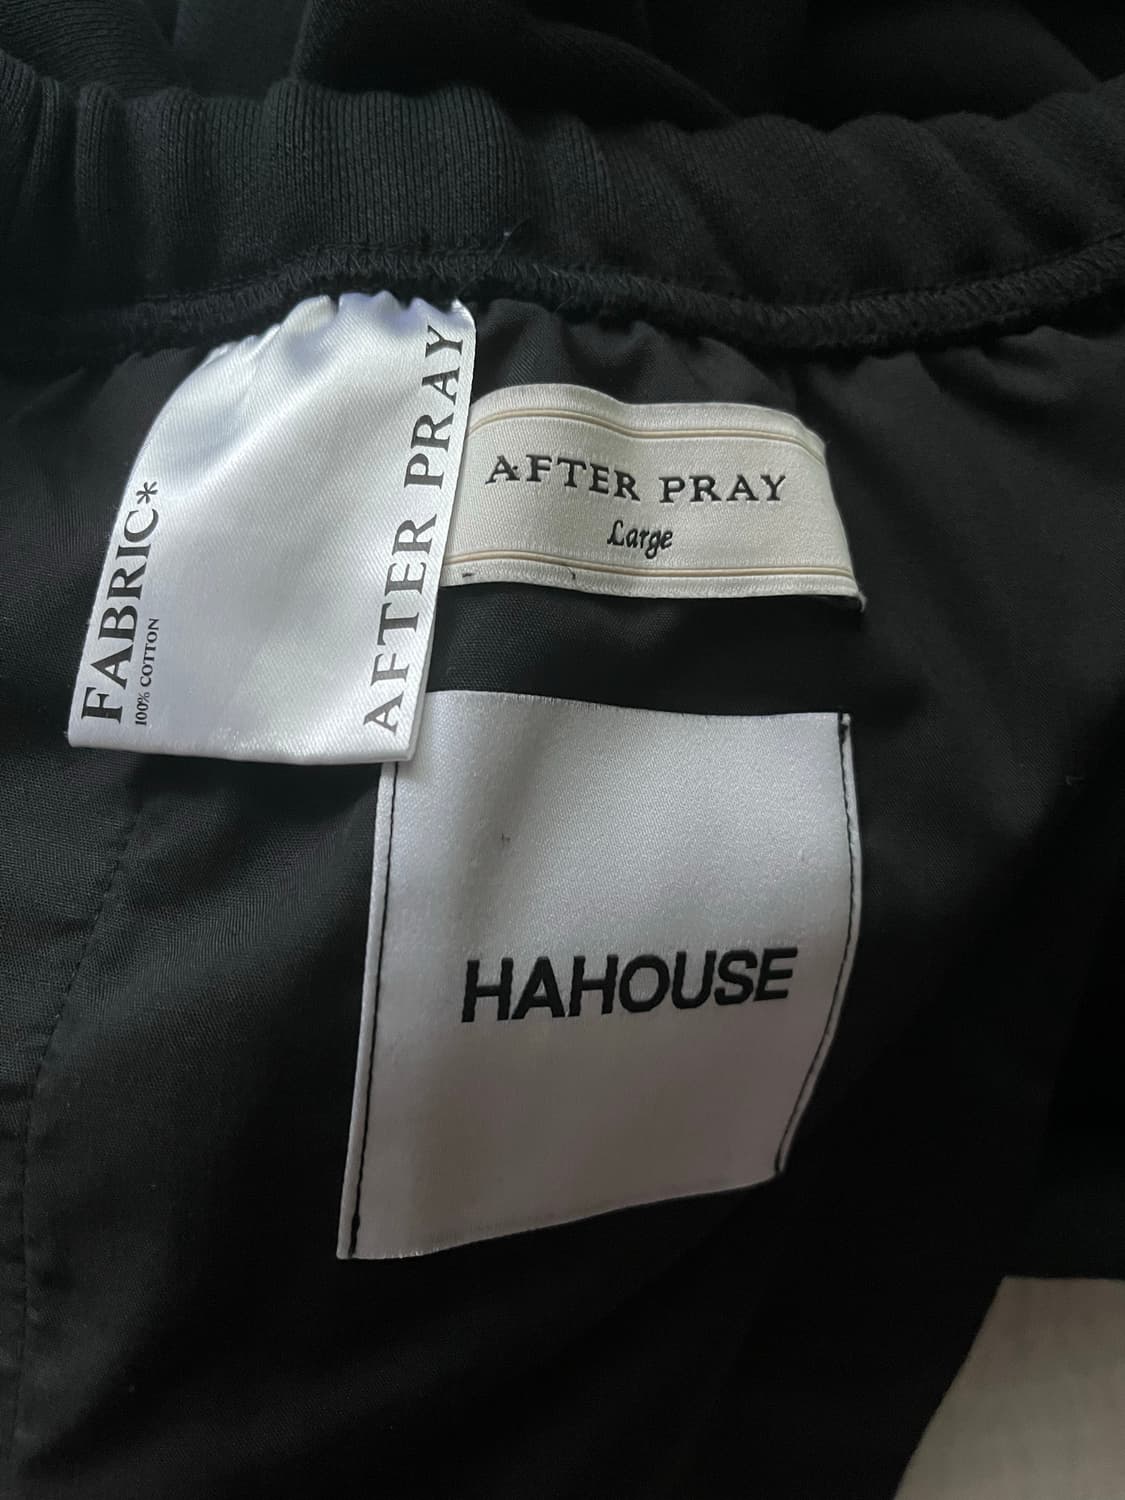 FABRIC*
100% COTTON
AFTER PRAY
AFTER PRAY
Large
HAHOUSE